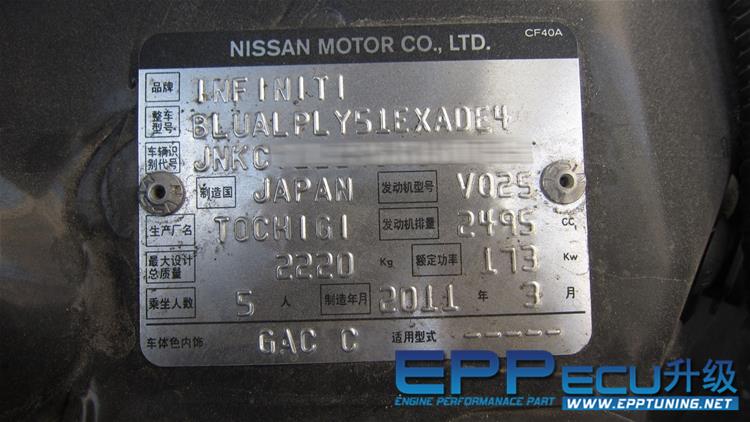 NISSAN MOTOR CO., LTD. CF40A
品牌 INFINITI
整车型号 BLUALPLY51EXADE4
车辆识别代号 JNKC
制造国 JAPAN 发动机型号 VQ25
生产厂名 TOCHIGI 发动机排量 2495 CC
最大设计总质量 2220 Kg 额定功率 173 Kw
乘坐人数 5 人 制造年月 2011 年 3 月
车体色内饰 GAC C 适用型式 -----
EPP ECU升级
ENGINE PERFORMANACE PART WWW.EPPTUNING.NET